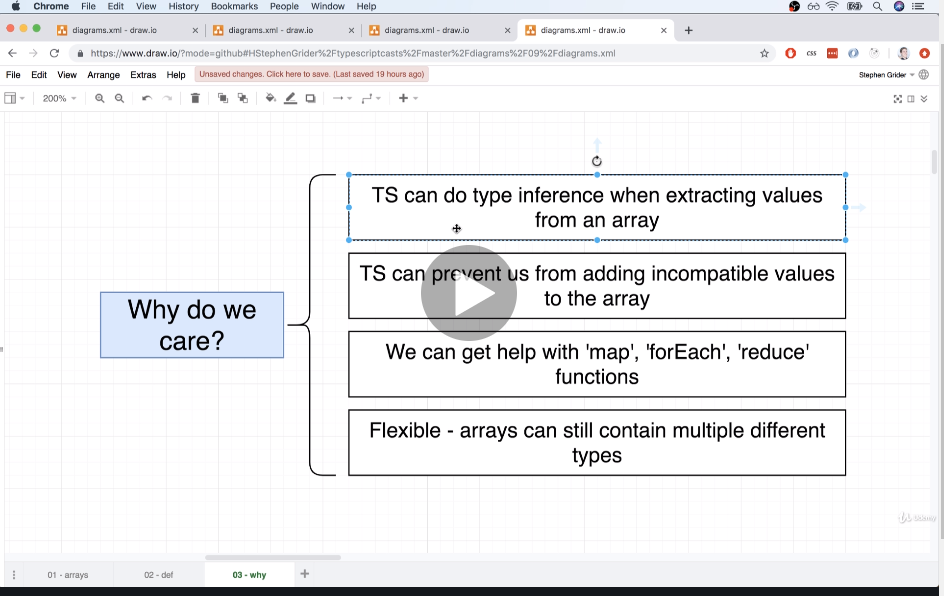 Chrome File Edit View History Bookmarks People Window Help
diagrams.xml - draw.io
diagrams.xml - draw.io
diagrams.xml - draw.io
diagrams.xml - draw.io
https://www.draw.io/?mode=github#HStephenGrider%2Ftypescriptcasts%2Fmaster%2Fdiagrams%2F09%2Fdiagrams.xml
CSS
File Edit View Arrange Extras Help Unsaved changes. Click here to save. (Last saved 19 hours ago) Stephen Grider
200%
TS can do type inference when extracting values
from an array
TS can prevent us from adding incompatible values
to the array
Why do we
care?
We can get help with 'map', 'forEach', 'reduce'
functions
Flexible - arrays can still contain multiple different
types
Udemy
01 - arrays 02 - def 03 - why